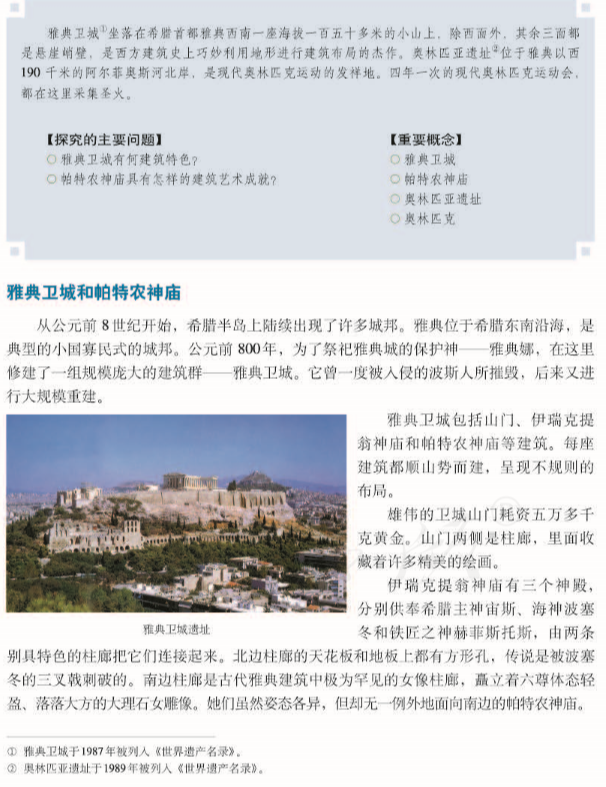 雅典卫城①坐落在希腊首都雅典西南一座海拔一百五十多米的小山上，除西面外，其余三面都
是悬崖峭壁，是西方建筑史上巧妙利用地形进行建筑布局的杰作。奥林匹亚遗址②位于雅典以西
190 千米的阿尔菲奥斯河北岸，是现代奥林匹克运动的发祥地。四年一次的现代奥林匹克运动会，
都在这里采集圣火。
【探究的主要问题】
○ 雅典卫城有何建筑特色？
○ 帕特农神庙具有怎样的建筑艺术成就？
【重要概念】
○ 雅典卫城
○ 帕特农神庙
○ 奥林匹亚遗址
○ 奥林匹克
雅典卫城和帕特农神庙
从公元前 8 世纪开始，希腊半岛上陆续出现了许多城邦。雅典位于希腊东南沿海，是
典型的小国寡民式的城邦。公元前 800 年，为了祭祀雅典城的保护神——雅典娜，在这里
修建了一组规模庞大的建筑群——雅典卫城。它曾一度被入侵的波斯人所摧毁，后来又进
行大规模重建。
雅典卫城包括山门、伊瑞克提
翁神庙和帕特农神庙等建筑。每座
建筑都顺山势而建，呈现不规则的
布局。
雄伟的卫城山门耗资五万多千
克黄金。山门两侧是柱廊，里面收
藏着许多精美的绘画。
伊瑞克提翁神庙有三个神殿，
分别供奉希腊主神宙斯、海神波塞
冬和铁匠之神赫菲斯托斯，由两条
雅典卫城遗址
别具特色的柱廊把它们连接起来。北边柱廊的天花板和地板上都有方形孔，传说是被波塞
冬的三叉戟刺破的。南边柱廊是古代雅典建筑中极为罕见的女像柱廊，矗立着六尊体态轻
盈、落落大方的大理石女雕像。她们虽然姿态各异，但却无一例外地面向南边的帕特农神庙。
① 雅典卫城于1987年被列入《世界遗产名录》。
② 奥林匹亚遗址于1989年被列入《世界遗产名录》。